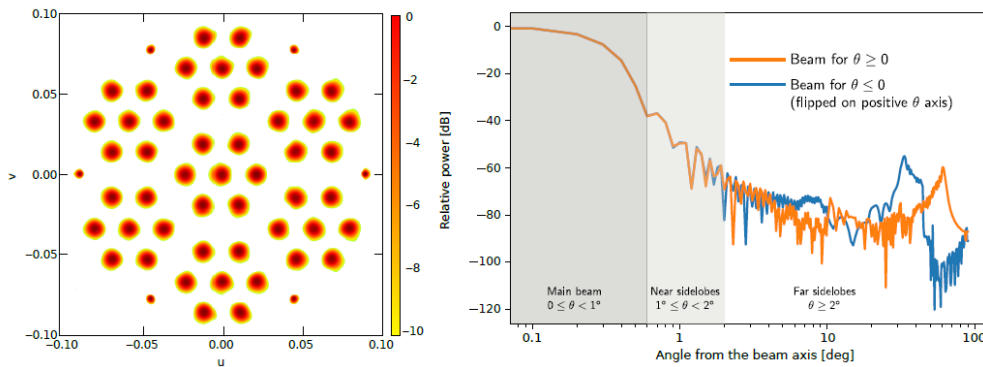 0.10
0.05
0.00
−0.05
−0.10
v
−0.10
−0.05
0.00
0.05
0.10
u
0
−2
−4
−6
−8
−10
Relative power [dB]
0
−20
−40
−60
−80
−100
−120
Beam for θ ≥ 0
Beam for θ ≤ 0
(flipped on positive θ axis)
Main beam
0 ≤ θ < 1°
Near sidelobes
1° ≤ θ < 2°
Far sidelobes
θ ≥ 2°
0.1
1
10
100
Angle from the beam axis [deg]